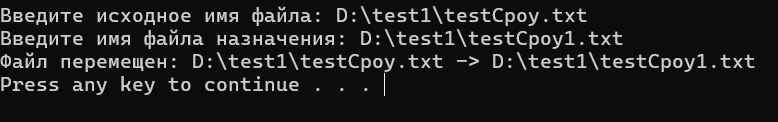 Введите исходное имя файла: D:\test1\testCpoy.txt
Введите имя файла назначения: D:\test1\testCpoy1.txt
Файл перемещен: D:\test1\testCpoy.txt -> D:\test1\testCpoy1.txt
Press any key to continue . . .